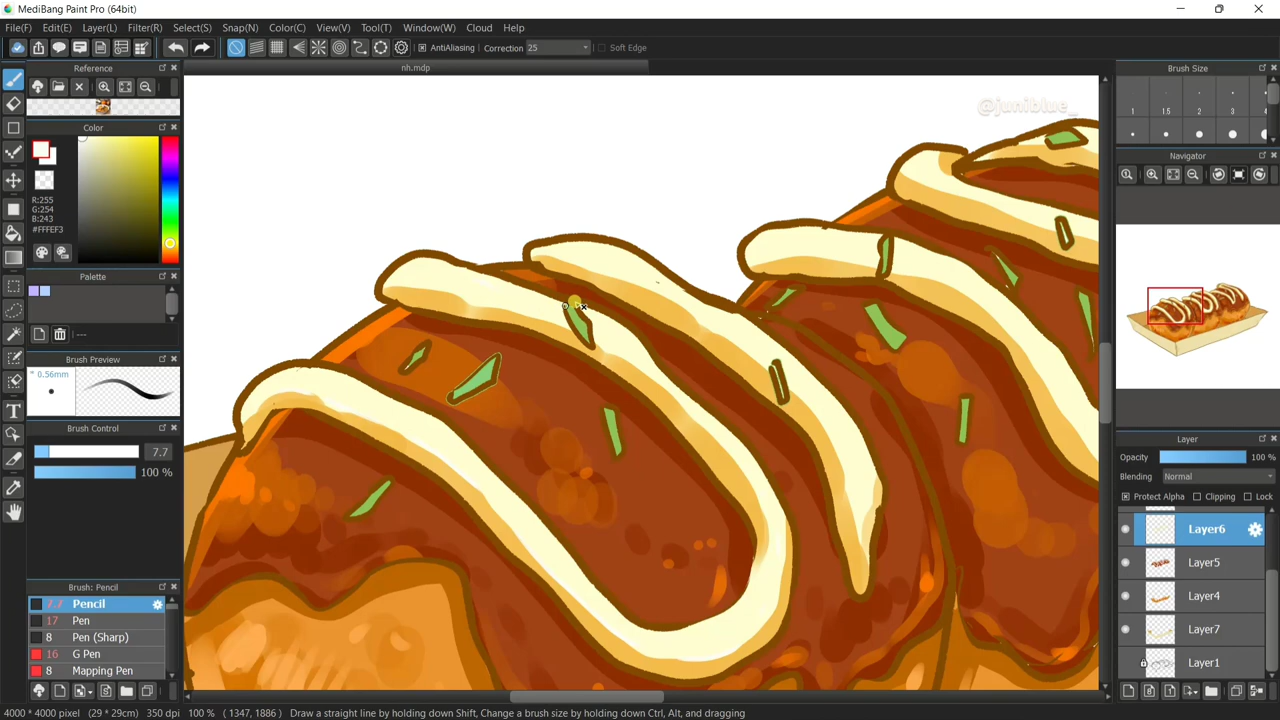 MediBang Paint Pro (64bit)
File(F) Edit(E) Layer(L) Filter(R) Select(S) Snap(N) Color(C) View(V) Tool(T) Window(W) Cloud Help
AntiAliasing Correction 25 Soft Edge
nh.mdp
Reference
Color
R:255
G:254
B:243
#FFFEF3
Palette
---
Brush Preview
* 0.56mm
Brush Control
7.7
100 %
Brush: Pencil
7.7 Pencil
17 Pen
8 Pen (Sharp)
16 G Pen
8 Mapping Pen
@juniblue_
Brush Size
1 1.5 2 3 4
Navigator
Layer
Opacity 100 %
Blending Normal
Protect Alpha Clipping Lock
Layer6
Layer5
Layer4
Layer7
Layer1
4000 * 4000 pixel (29 * 29cm) 350 dpi 100 % ( 1347, 1886 ) Draw a straight line by holding down Shift, Change a brush size by holding down Ctrl, Alt, and dragging